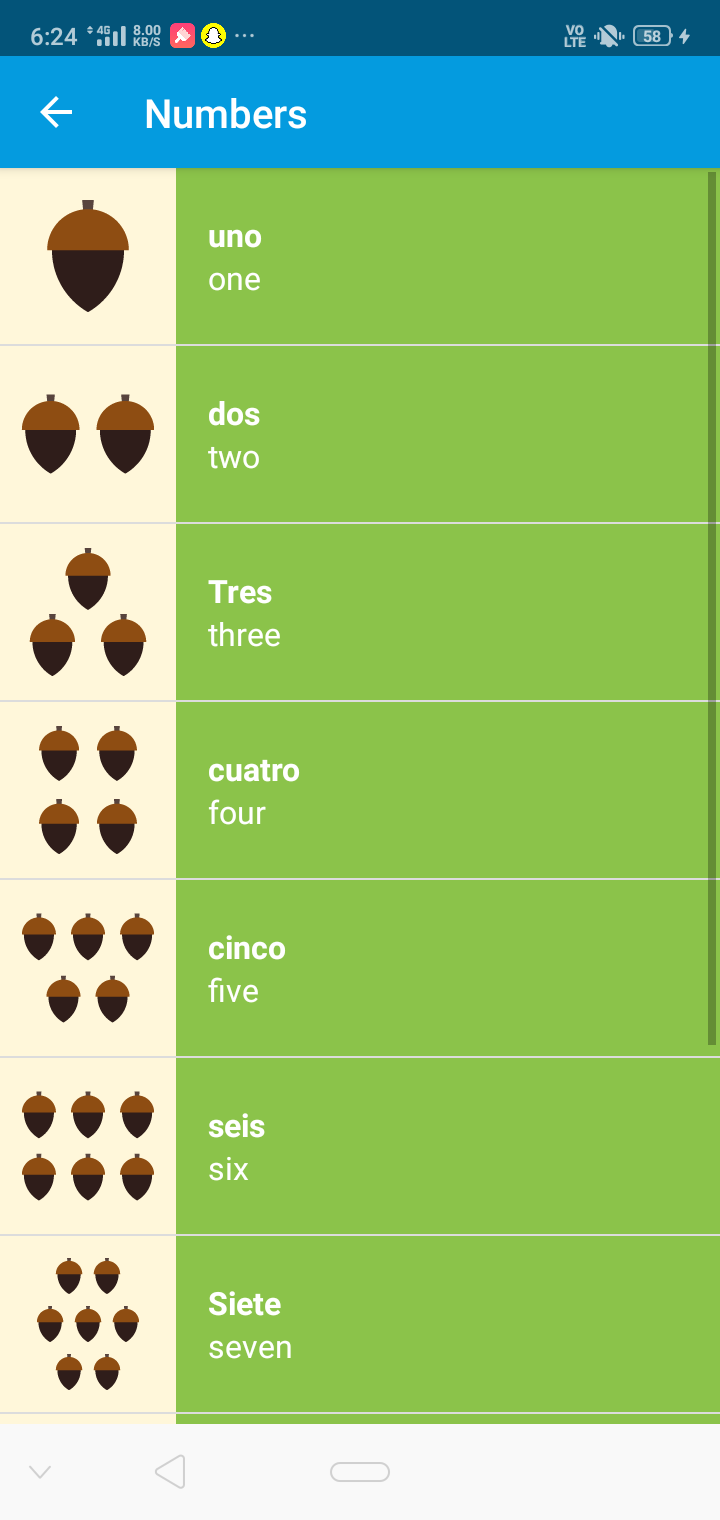 6:24 4G 8.00 KB/S VO LTE 58
Numbers
uno
one
dos
two
Tres
three
cuatro
four
cinco
five
seis
six
Siete
seven